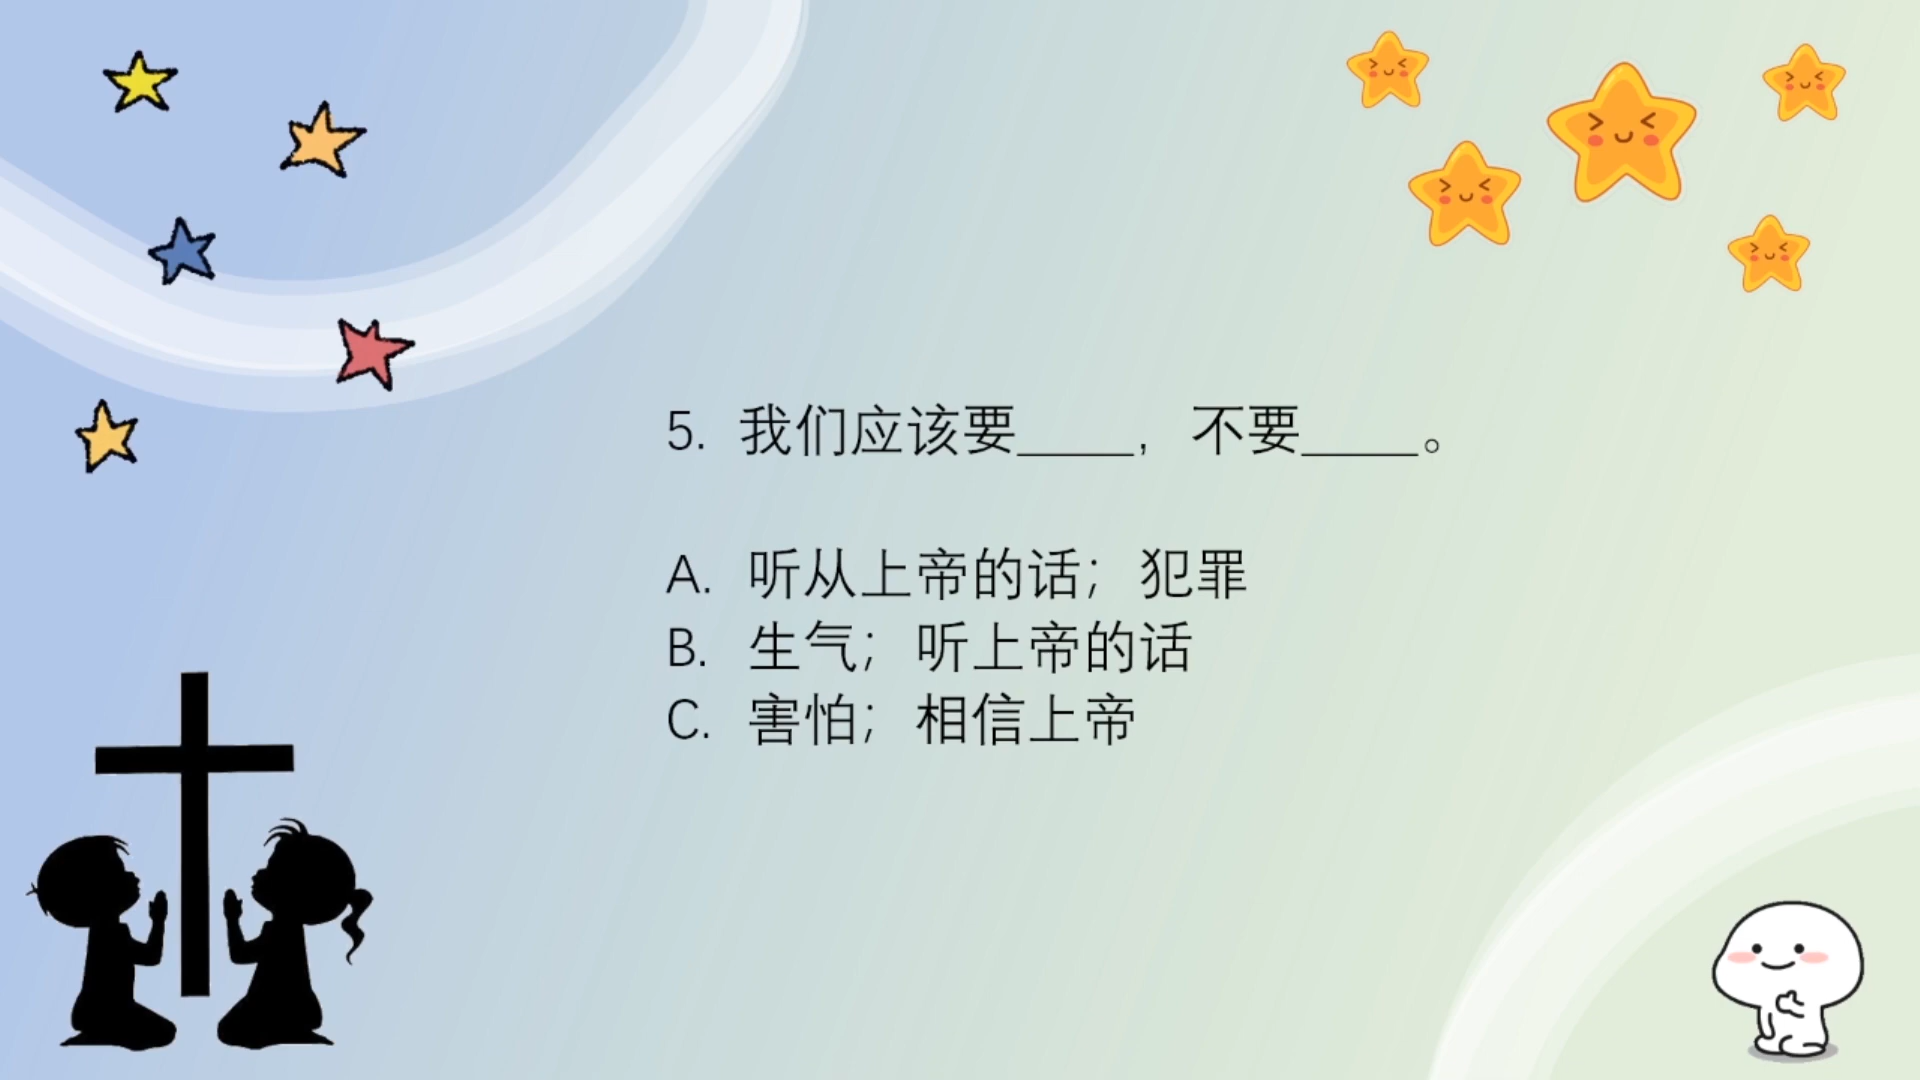 5. 我们应该要____，不要____。
A. 听从上帝的话；犯罪
B. 生气；听上帝的话
C. 害怕；相信上帝